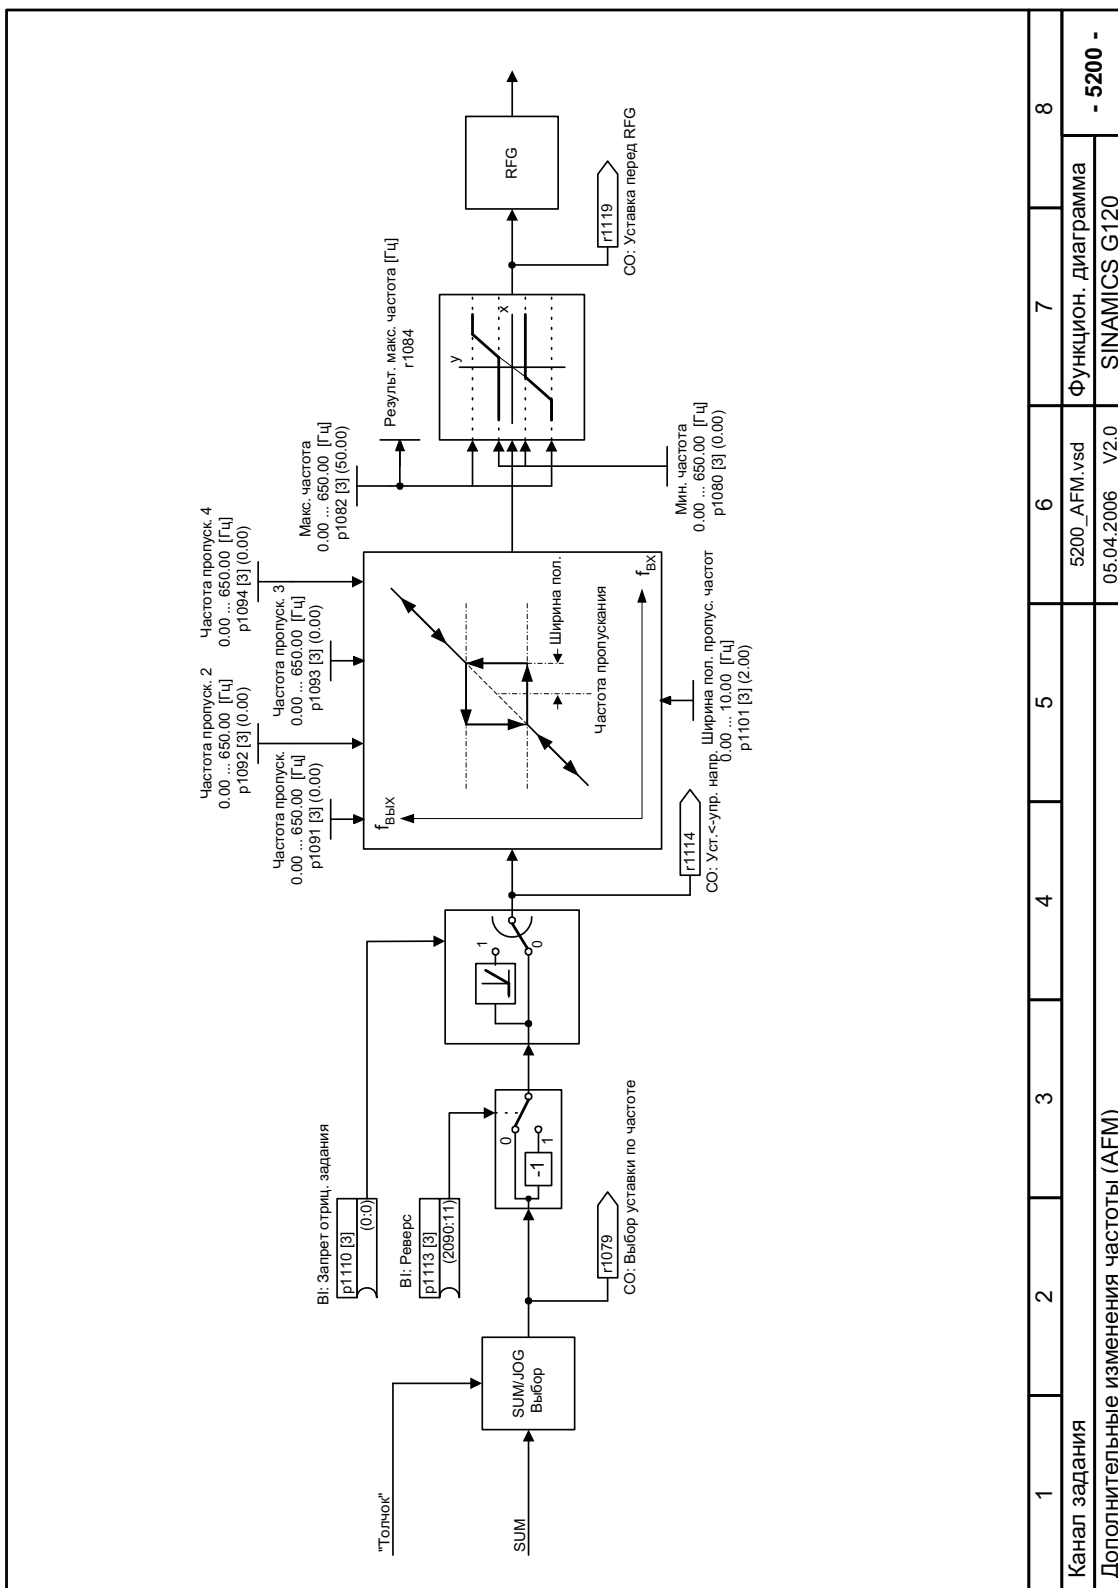 "Толчок"
SUM
SUM/JOG
Выбор
r1079
CO: Выбор уставки по частоте
BI: Запрет отриц. задания
p1110 [3]
(0:0)
BI: Реверс
p1113 [3]
(2090:11)
0
1
-1
1
0
r1114
CO: Уст.<-упр. напр.
Частота пропуск.
0.00 ... 650.00 [Гц]
p1091 [3] (0.00)
Частота пропуск. 2
0.00 ... 650.00 [Гц]
p1092 [3] (0.00)
Частота пропуск. 3
0.00 ... 650.00 [Гц]
p1093 [3] (0.00)
Частота пропуск. 4
0.00 ... 650.00 [Гц]
p1094 [3] (0.00)
fВЫХ
fВХ
Ширина пол.
Частота пропускания
Ширина пол. пропус. частот
0.00 ... 10.00 [Гц]
p1101 [3] (2.00)
Макс. частота
0.00 ... 650.00 [Гц]
p1082 [3] (50.00)
Результ. макс. частота [Гц]
r1084
Мин. частота
0.00 ... 650.00 [Гц]
p1080 [3] (0.00)
y
x
r1119
CO: Уставка перед RFG
RFG
1 2 3 4 5 6 7 8
Канал задания
5200_AFM.vsd
Функцион. диаграмма
- 5200 -
Дополнительные изменения частоты (AFM)
05.04.2006 V2.0
SINAMICS G120